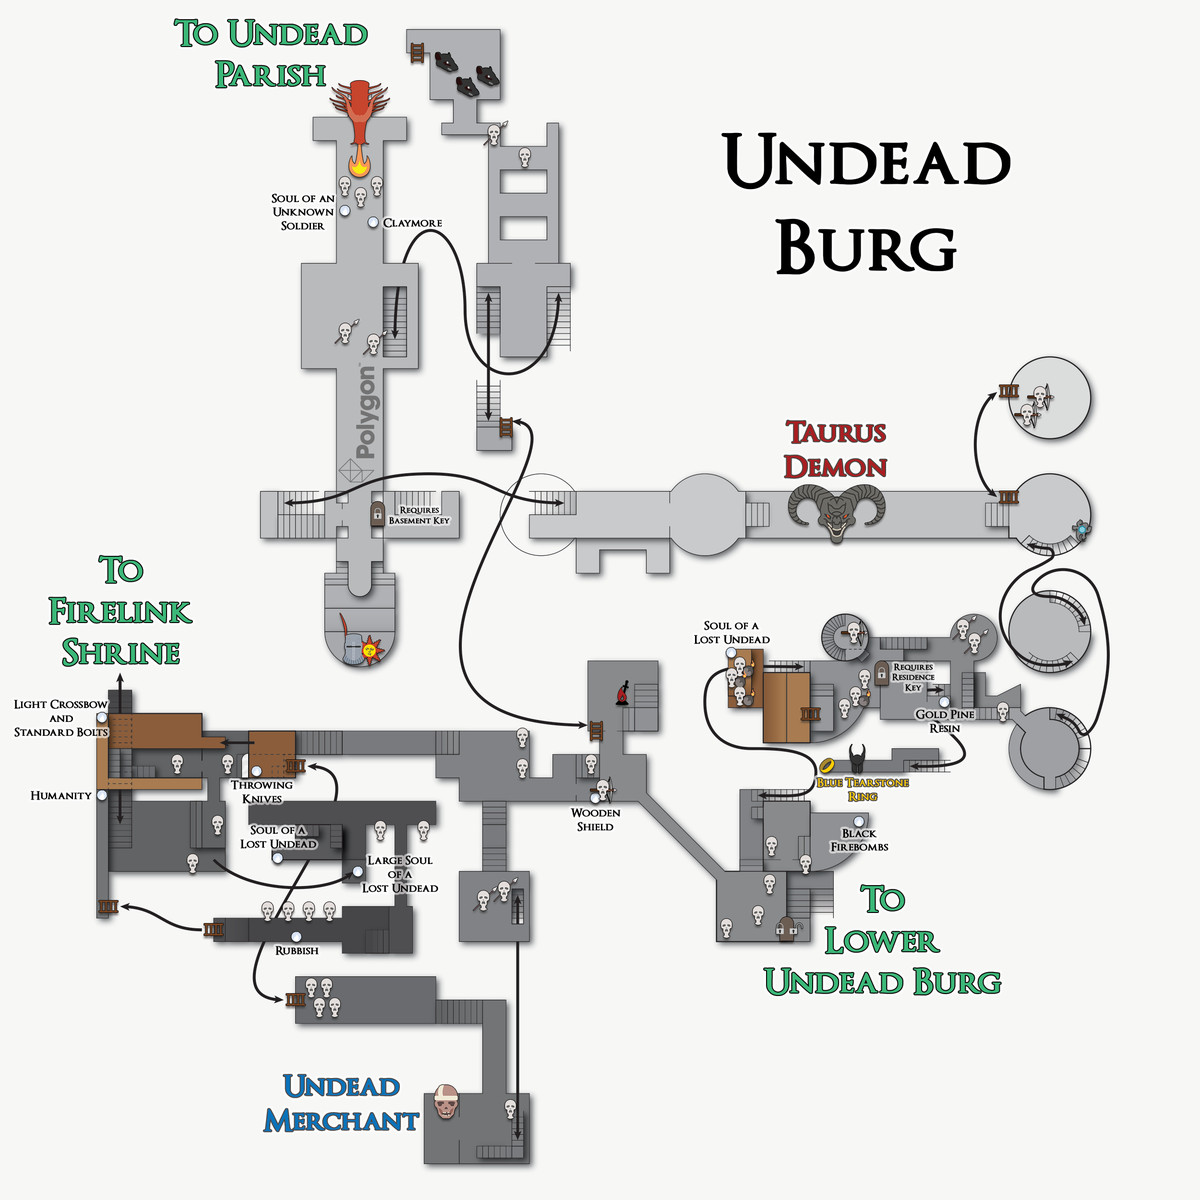 To Undead
Parish
Undead
Burg
Soul of an
Unknown
Soldier
Claymore
Polygon
Taurus
Demon
Requires
Basement Key
To
Firelink
Shrine
Soul of a
Lost Undead
Requires
Residence
Key
Gold Pine
Resin
Light Crossbow
and
Standard Bolts
Humanity
Throwing
Knives
Blue Tearstone
Ring
Wooden
Shield
Soul of a
Lost Undead
Large Soul
of a
Lost Undead
Black
Firebombs
Rubbish
To
Lower
Undead Burg
Undead
Merchant